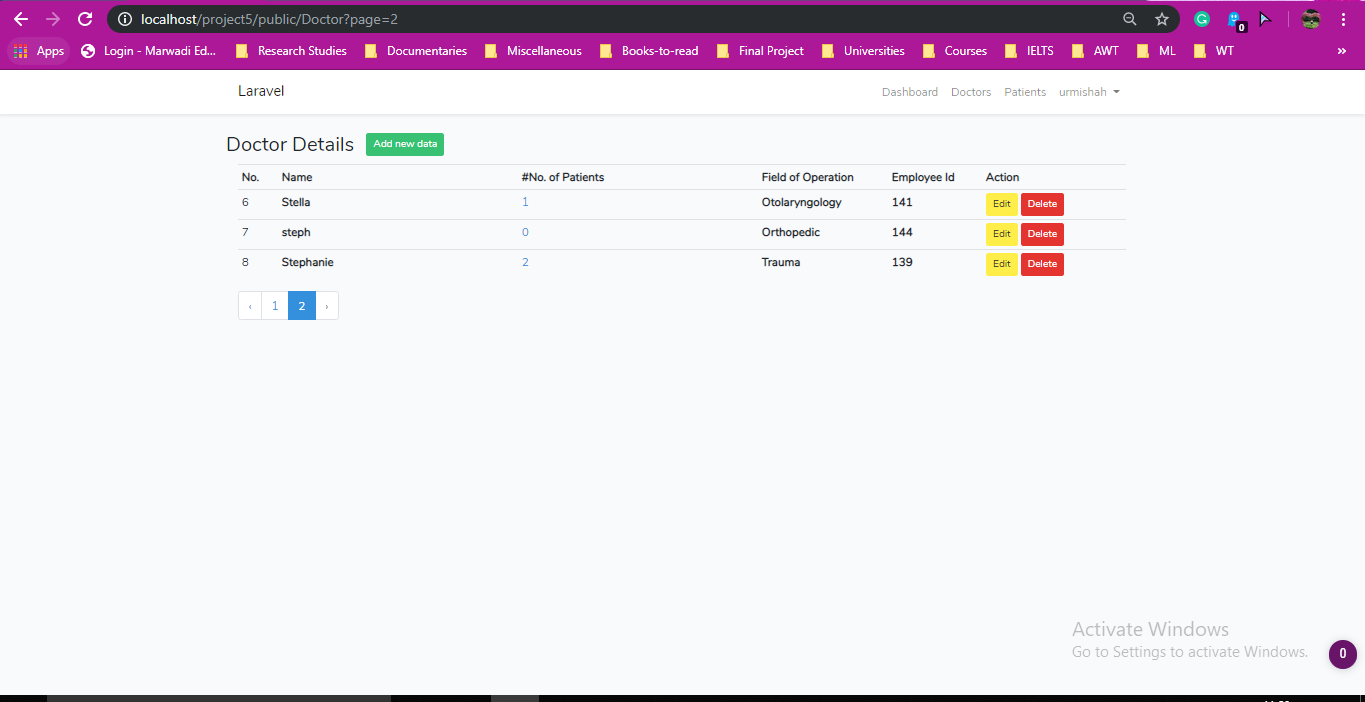 localhost/project5/public/Doctor?page=2
0
Apps Login - Marwadi Ed... Research Studies Documentaries Miscellaneous Books-to-read Final Project Universities Courses IELTS AWT ML WT »
Laravel Dashboard Doctors Patients urmishah
Doctor Details Add new data
No. Name #No. of Patients Field of Operation Employee Id Action
6 Stella 1 Otolaryngology 141 Edit Delete
7 steph 0 Orthopedic 144 Edit Delete
8 Stephanie 2 Trauma 139 Edit Delete
‹ 1 2 ›
Activate Windows
Go to Settings to activate Windows.
0